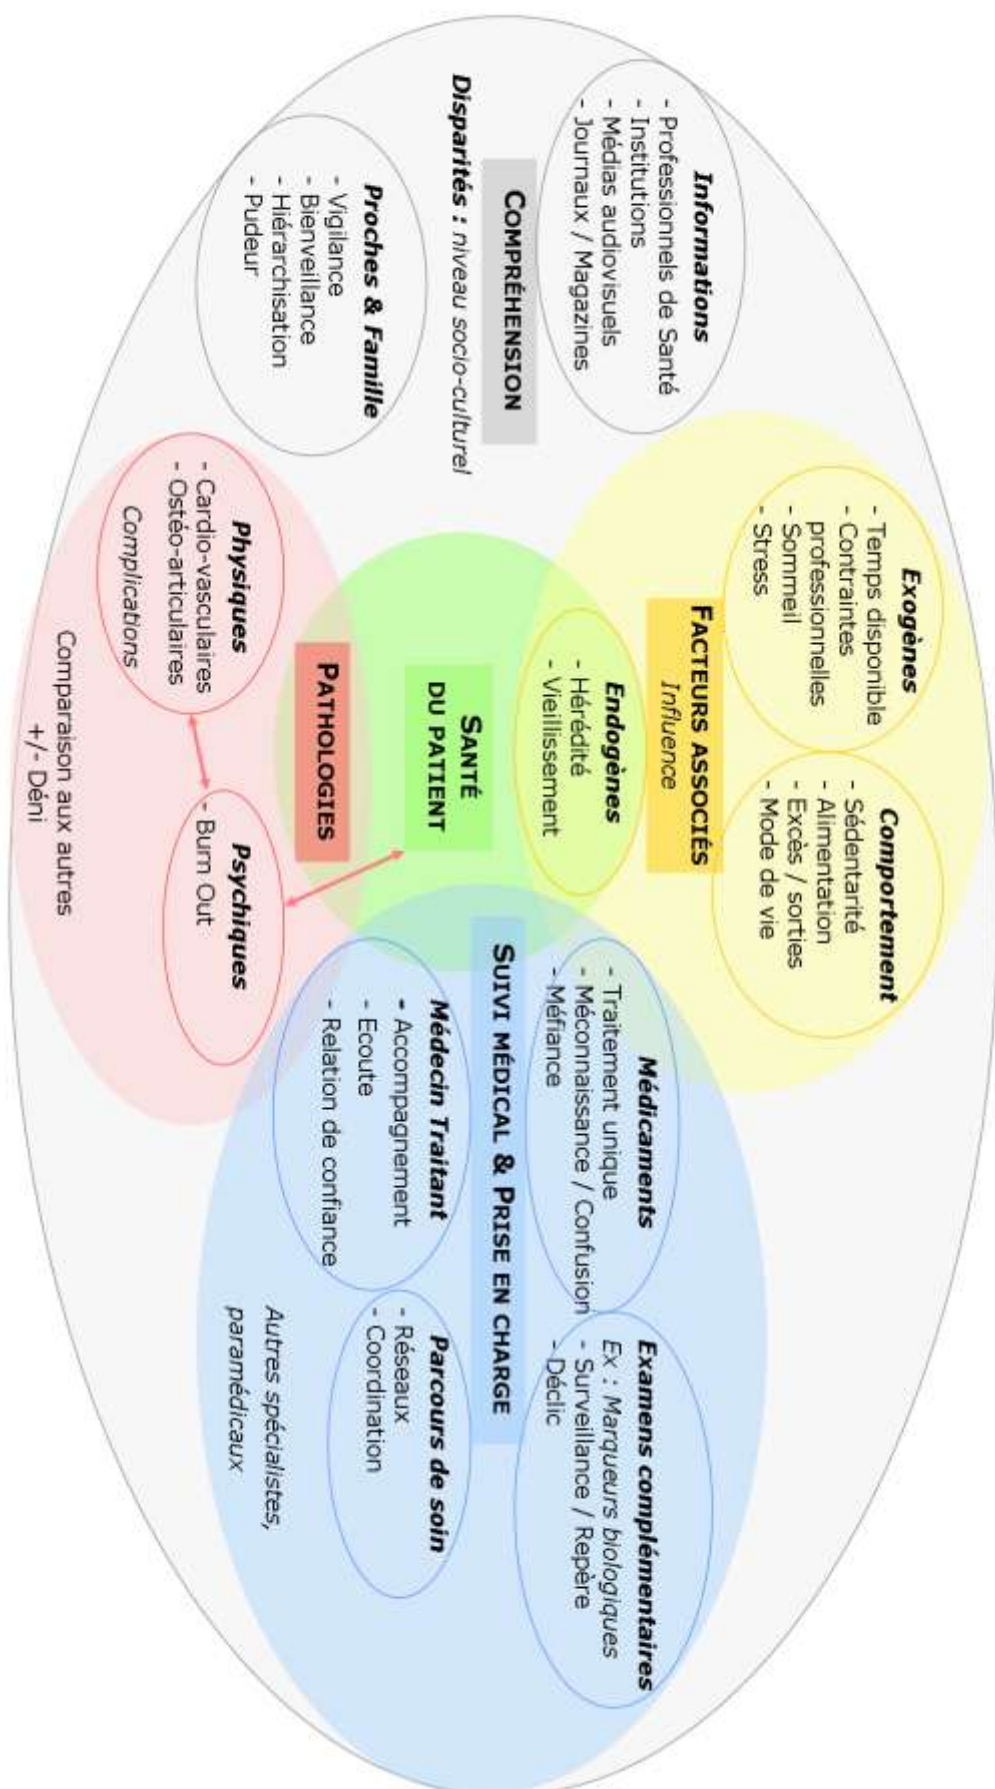 Informations
- Professionnels de Santé
- Institutions
- Médias audiovisuels
- Journaux / Magazines
COMPRÉHENSION
Disparités : niveau socio-culturel
Proches & Famille
- Vigilance
- Bienveillance
- Hiérarchisation
- Pudeur
Exogènes
- Temps disponible
- Contraintes
professionnelles
- Sommeil
- Stress
Comportement
- Sédentarité
- Alimentation
- Excès / sorties
- Mode de vie
FACTEURS ASSOCIÉS
Influence
Endogènes
- Hérédité
- Vieillissement
SANTÉ
DU PATIENT
PATHOLOGIES
Physiques
- Cardio-vasculaires
- Ostéo-articulaires
Complications
Psychiques
- Burn Out
Comparaison aux autres
+/- Déni
Médicaments
- Traitement unique
- Méconnaissance / Confusion
- Méfiance
Examens complémentaires
Ex : Marqueurs biologiques
- Surveillance / Repère
- Déclic
SUIVI MÉDICAL & PRISE EN CHARGE
Médecin Traitant
- Accompagnement
- Ecoute
- Relation de confiance
Parcours de soin
- Réseaux
- Coordination
Autres spécialistes,
paramédicaux